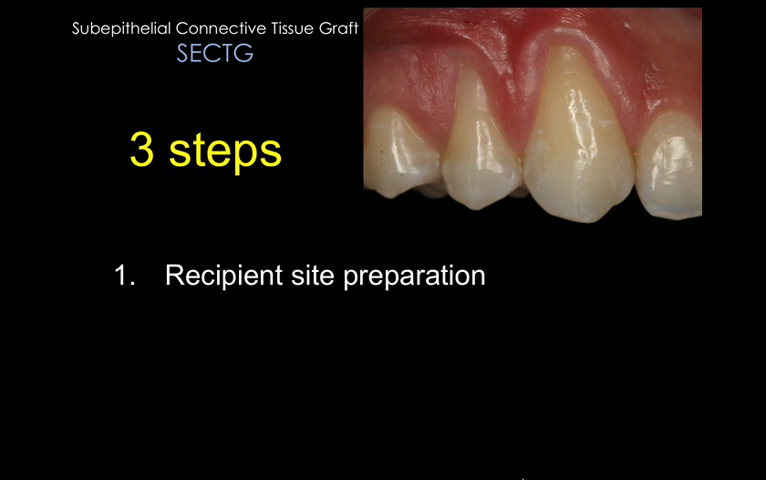 Subepithelial Connective Tissue Graft
SECTG
3 steps
1. Recipient site preparation